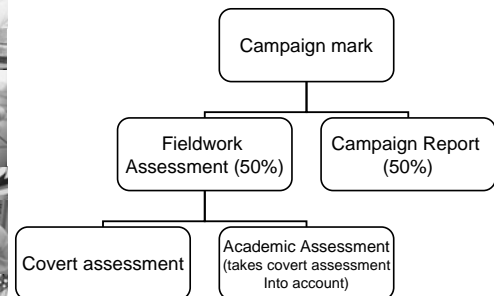 Campaign mark
Fieldwork
Assessment (50%)
Campaign Report
(50%)
Covert assessment
Academic Assessment
(takes covert assessment
Into account)